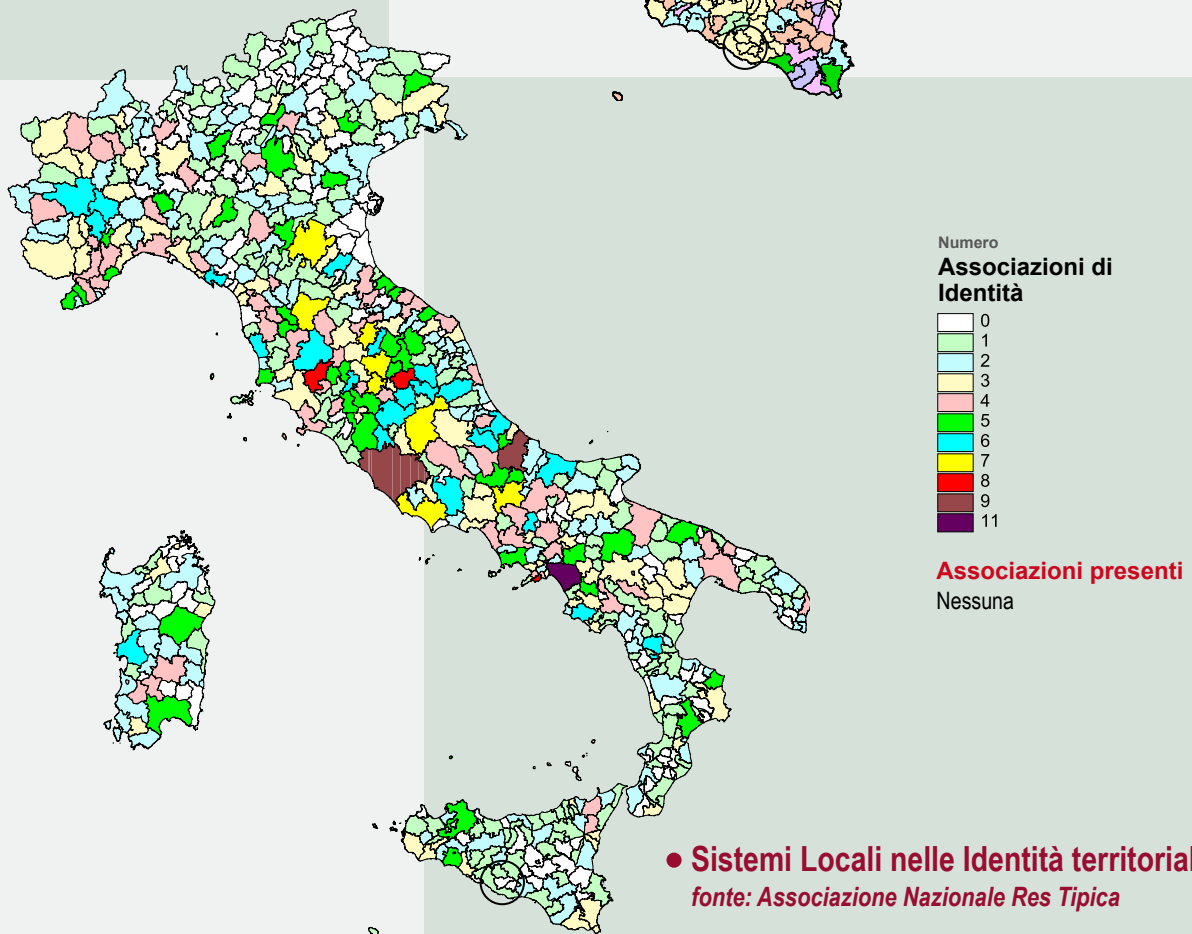 Numero
Associazioni di
Identità
0
1
2
3
4
5
6
7
8
9
11
Associazioni presenti
Nessuna
• Sistemi Locali nelle Identità territorial
fonte: Associazione Nazionale Res Tipica